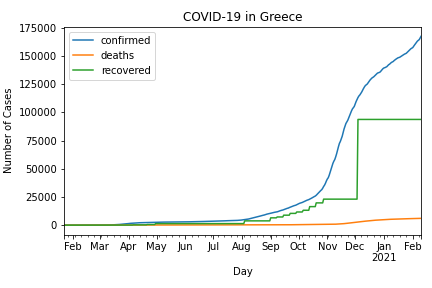 COVID-19 in Greece
confirmed
deaths
recovered
175000
150000
125000
100000
75000
50000
25000
0
Number of Cases
Feb Mar Apr May Jun Jul Aug Sep Oct Nov Dec Jan Feb
2021
Day